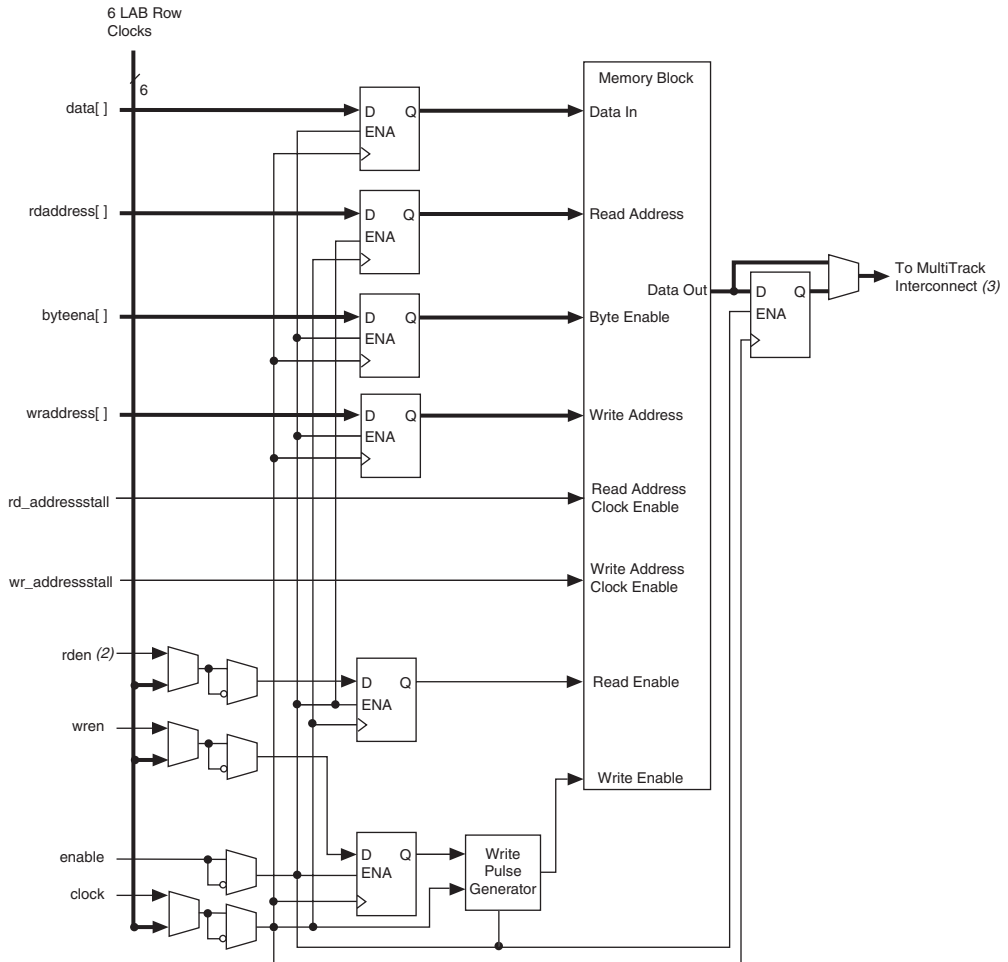 6 LAB Row
Clocks
6
data[ ]
D Q
ENA
Memory Block
Data In
rdaddress[ ]
D Q
ENA
Read Address
Data Out
D Q
ENA
To MultiTrack
Interconnect (3)
byteena[ ]
D Q
ENA
Byte Enable
wraddress[ ]
D Q
ENA
Write Address
rd_addressstall
Read Address
Clock Enable
wr_addressstall
Write Address
Clock Enable
rden (2)
D Q
ENA
Read Enable
wren
Write Enable
enable
D Q
ENA
Write
Pulse
Generator
clock